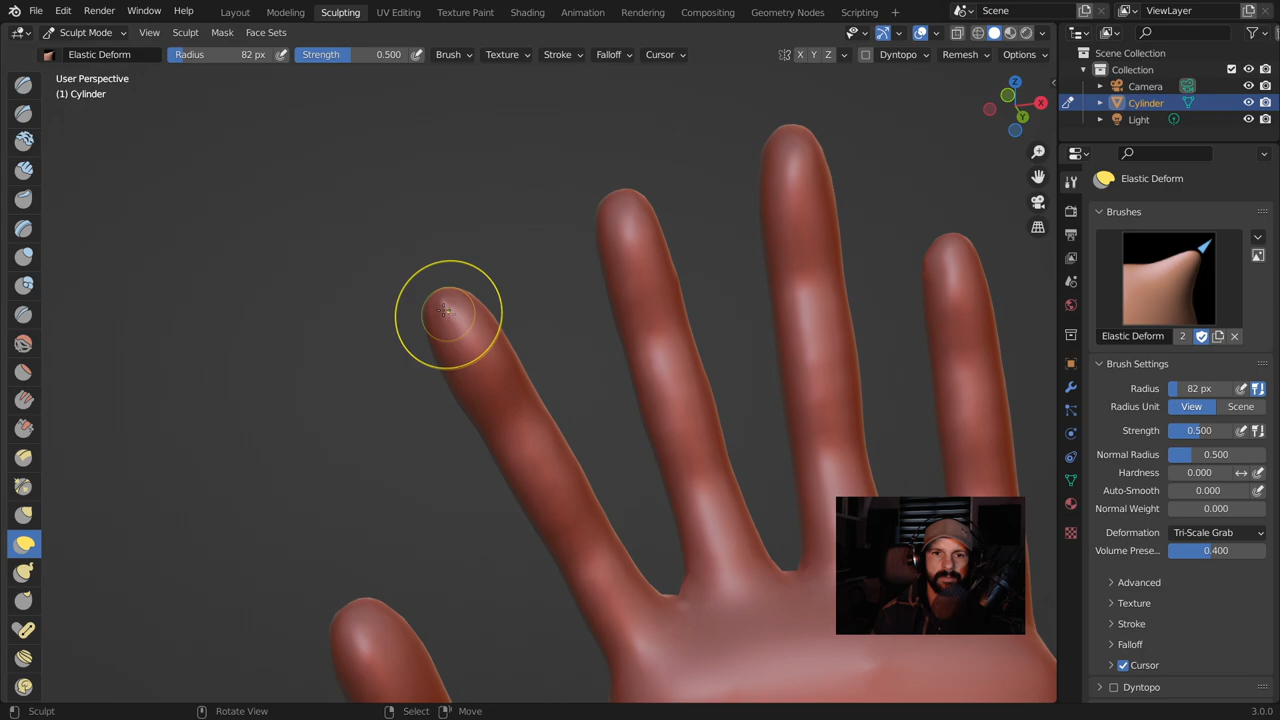 File Edit Render Window Help Layout Modeling Sculpting UV Editing Texture Paint Shading Animation Rendering Compositing Geometry Nodes Scripting + Scene ViewLayer
Sculpt Mode View Sculpt Mask Face Sets
Elastic Deform Radius 82 px Strength 0.500 Brush Texture Stroke Falloff Cursor X Y Z Dyntopo Remesh Options
User Perspective
(1) Cylinder
Z
X
Y
Scene Collection
Collection
Camera
Cylinder
Light
Elastic Deform
Brushes
Elastic Deform 2
Brush Settings
Radius 82 px
Radius Unit View Scene
Strength 0.500
Normal Radius 0.500
Hardness 0.000
Auto-Smooth 0.000
Normal Weight 0.000
Deformation Tri-Scale Grab
Volume Prese... 0.400
Advanced
Texture
Stroke
Falloff
Cursor
Dyntopo
Sculpt Rotate View Select Move 3.0.0